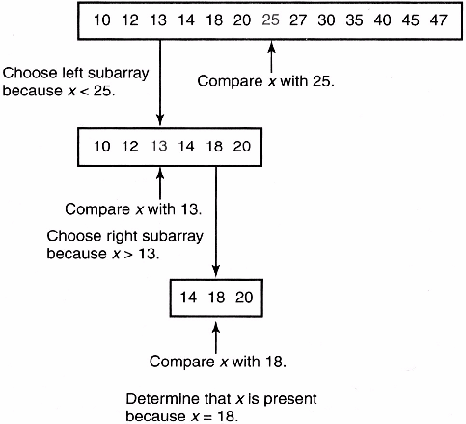 10 12 13 14 18 20 25 27 30 35 40 45 47
Choose left subarray
because x < 25.
Compare x with 25.
10 12 13 14 18 20
Compare x with 13.
Choose right subarray
because x > 13.
14 18 20
Compare x with 18.
Determine that x is present
because x = 18.